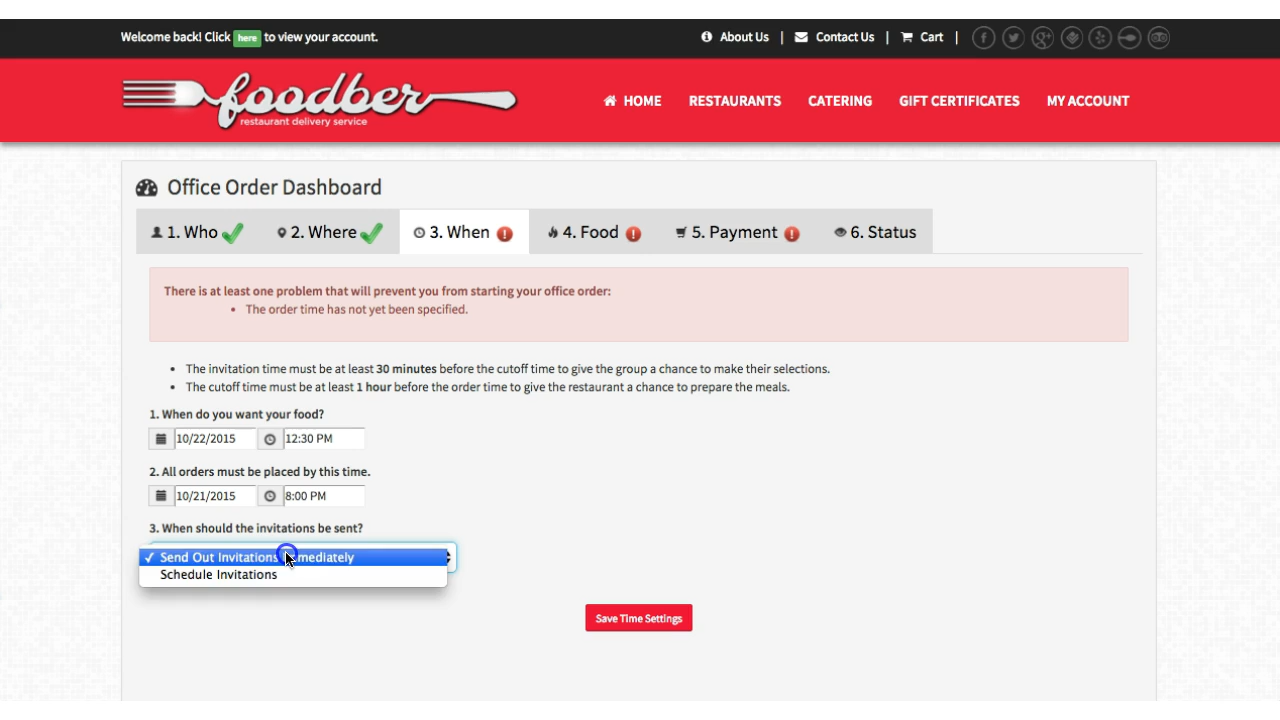 Welcome back! Click here to view your account.
About Us | Contact Us | Cart |
foodber
restaurant delivery service
HOME RESTAURANTS CATERING GIFT CERTIFICATES MY ACCOUNT
Office Order Dashboard
1. Who 2. Where 3. When 4. Food 5. Payment 6. Status
There is at least one problem that will prevent you from starting your office order:
• The order time has not yet been specified.
• The invitation time must be at least 30 minutes before the cutoff time to give the group a chance to make their selections.
• The cutoff time must be at least 1 hour before the order time to give the restaurant a chance to prepare the meals.
1. When do you want your food?
10/22/2015 12:30 PM
2. All orders must be placed by this time.
10/21/2015 8:00 PM
3. When should the invitations be sent?
✓ Send Out Invitations Immediately
Schedule Invitations
Save Time Settings